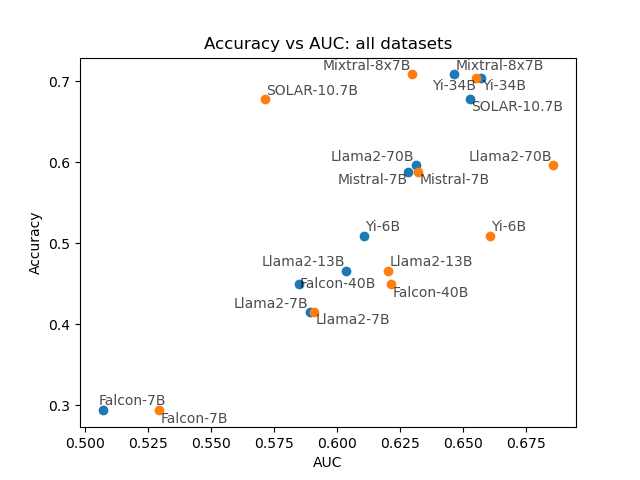 Accuracy vs AUC: all datasets
Mixtral-8x7B
Mixtral-8x7B
0.7
Yi-34B
Yi-34B
SOLAR-10.7B
SOLAR-10.7B
Llama2-70B
Llama2-70B
0.6
Mistral-7B
Mistral-7B
Yi-6B
Yi-6B
0.5
Accuracy
Llama2-13B
Llama2-13B
Falcon-40B
Falcon-40B
Llama2-7B
0.4
Llama2-7B
Falcon-7B
0.3
Falcon-7B
0.500 0.525 0.550 0.575 0.600 0.625 0.650 0.675
AUC